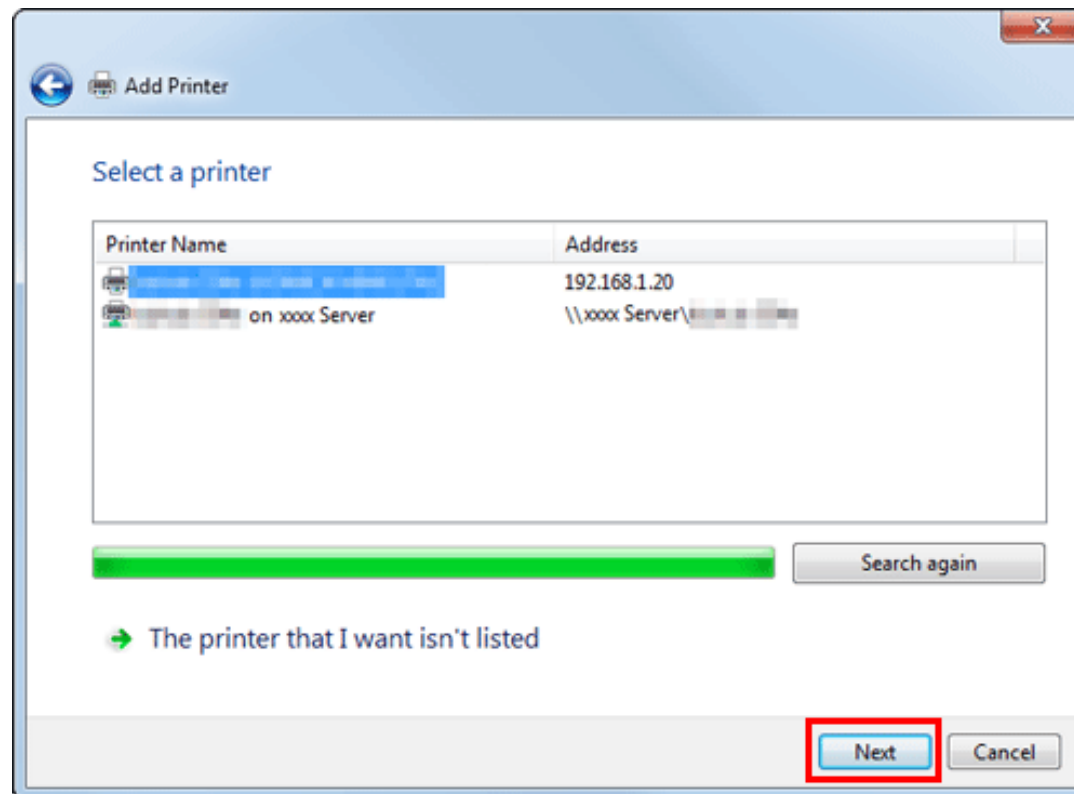 Add Printer
Select a printer
Printer Name Address
192.168.1.20
on xxxx Server \\xxxx Server\
Search again
The printer that I want isn't listed
Next Cancel